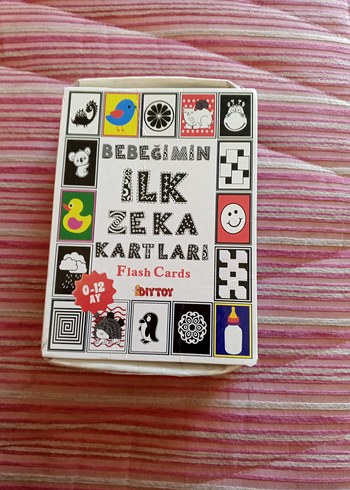 BEBEĞİMİN
İLK
ZEKA
KARTLARI
Flash Cards
0-12
AY
DIYTOY